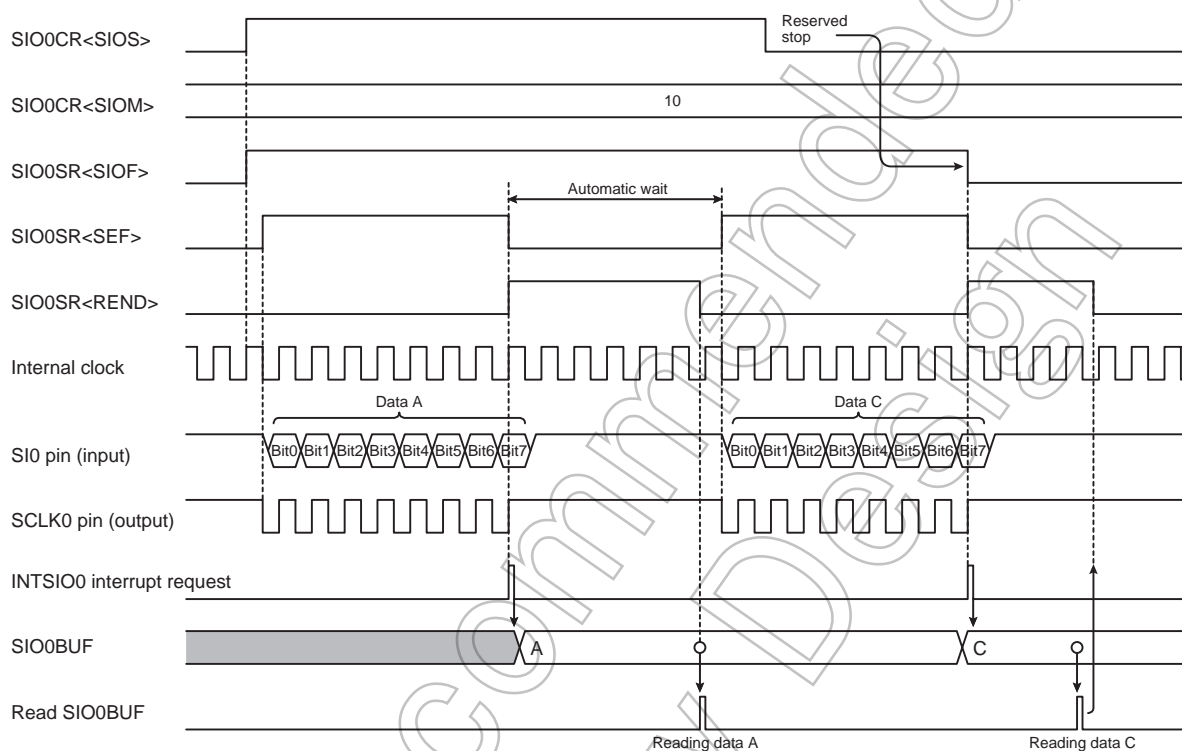 SIO0CR<SIOS>
Reserved
stop
SIO0CR<SIOM>
10
SIO0SR<SIOF>
Automatic wait
SIO0SR<SEF>
SIO0SR<REND>
Internal clock
Data A
Data C
SI0 pin (input)
Bit0 Bit1 Bit2 Bit3 Bit4 Bit5 Bit6 Bit7
Bit0 Bit1 Bit2 Bit3 Bit4 Bit5 Bit6 Bit7
SCLK0 pin (output)
INTSIO0 interrupt request
SIO0BUF
A
C
Read SIO0BUF
Reading data A
Reading data C
commended
Design